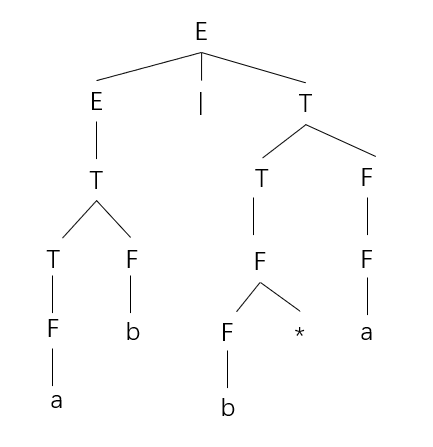 E
E | T
T T F
T F F F
F b F * a
a b